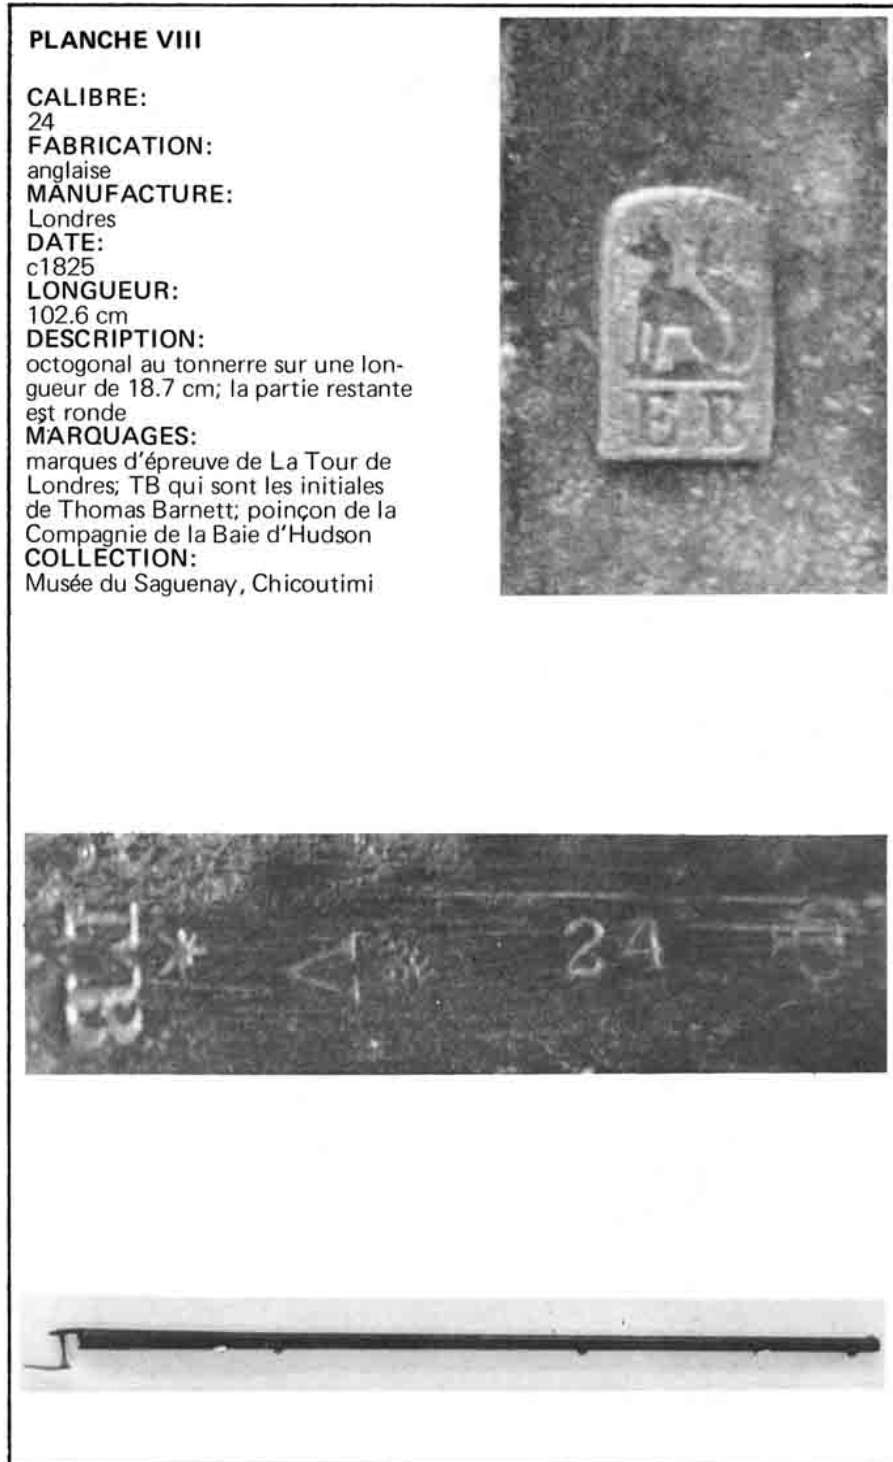 PLANCHE VIII
CALIBRE:
24
FABRICATION:
anglaise
MANUFACTURE:
Londres
DATE:
c1825
LONGUEUR:
102.6 cm
DESCRIPTION:
octogonal au tonnerre sur une lon-
gueur de 18.7 cm; la partie restante
est ronde
MARQUAGES:
marques d'épreuve de La Tour de
Londres; TB qui sont les initiales
de Thomas Barnett; poinçon de la
Compagnie de la Baie d'Hudson
COLLECTION:
Musée du Saguenay, Chicoutimi
E B
TB
24